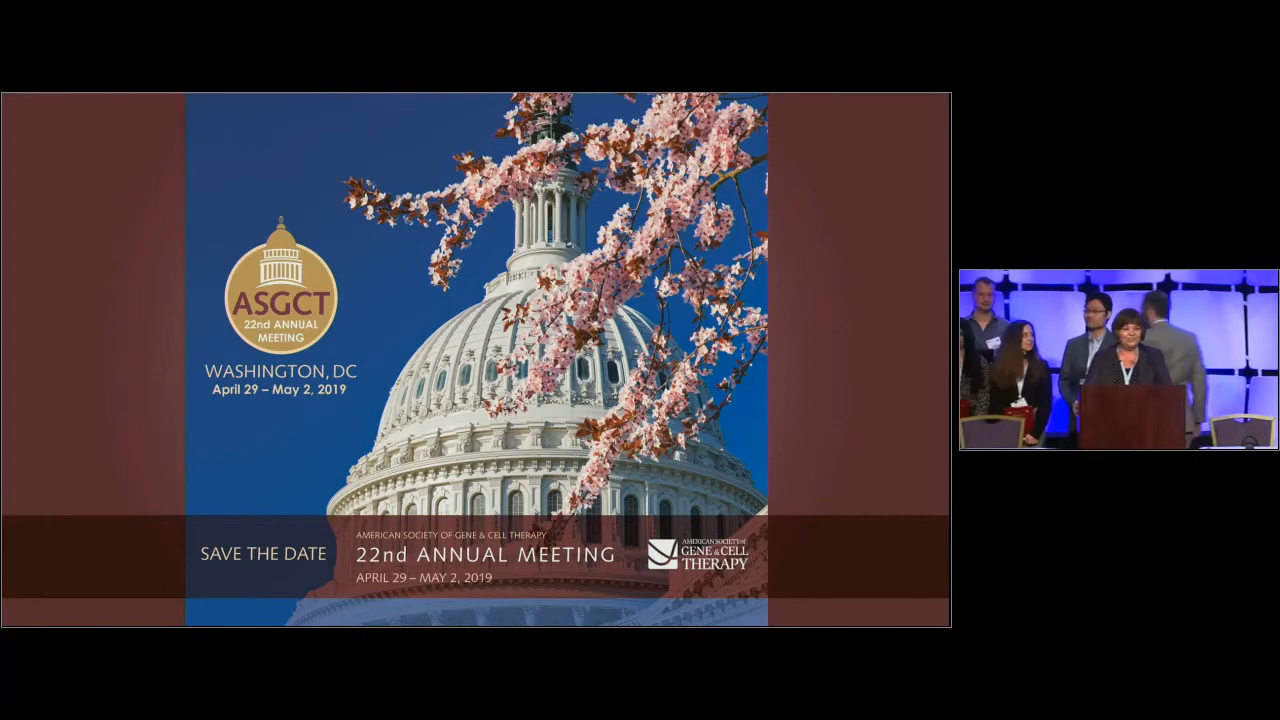 ASGCT
22nd ANNUAL
MEETING
WASHINGTON, DC
April 29 – May 2, 2019
SAVE THE DATE
AMERICAN SOCIETY OF GENE & CELL THERAPY
22nd ANNUAL MEETING
APRIL 29 – MAY 2, 2019
AMERICAN SOCIETY of
GENE & CELL
THERAPY